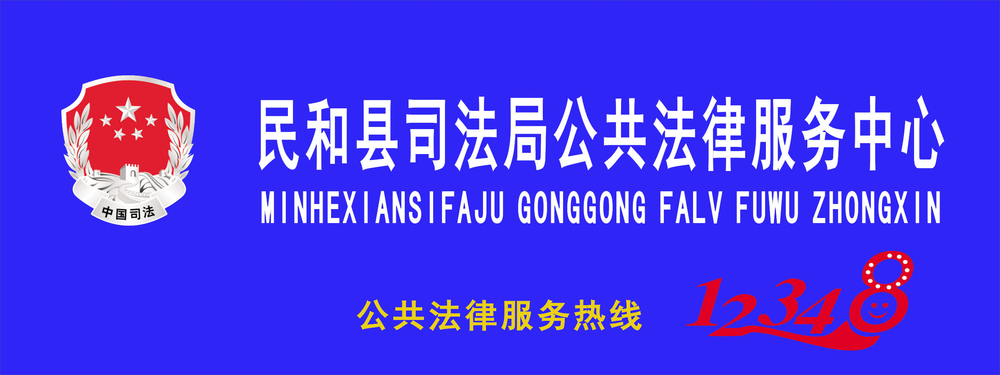 民和县司法局公共法律服务中心
MINHEXIANSIFAJU GONGGONG FALV FUWU ZHONGXIN
中国司法
公共法律服务热线
12348